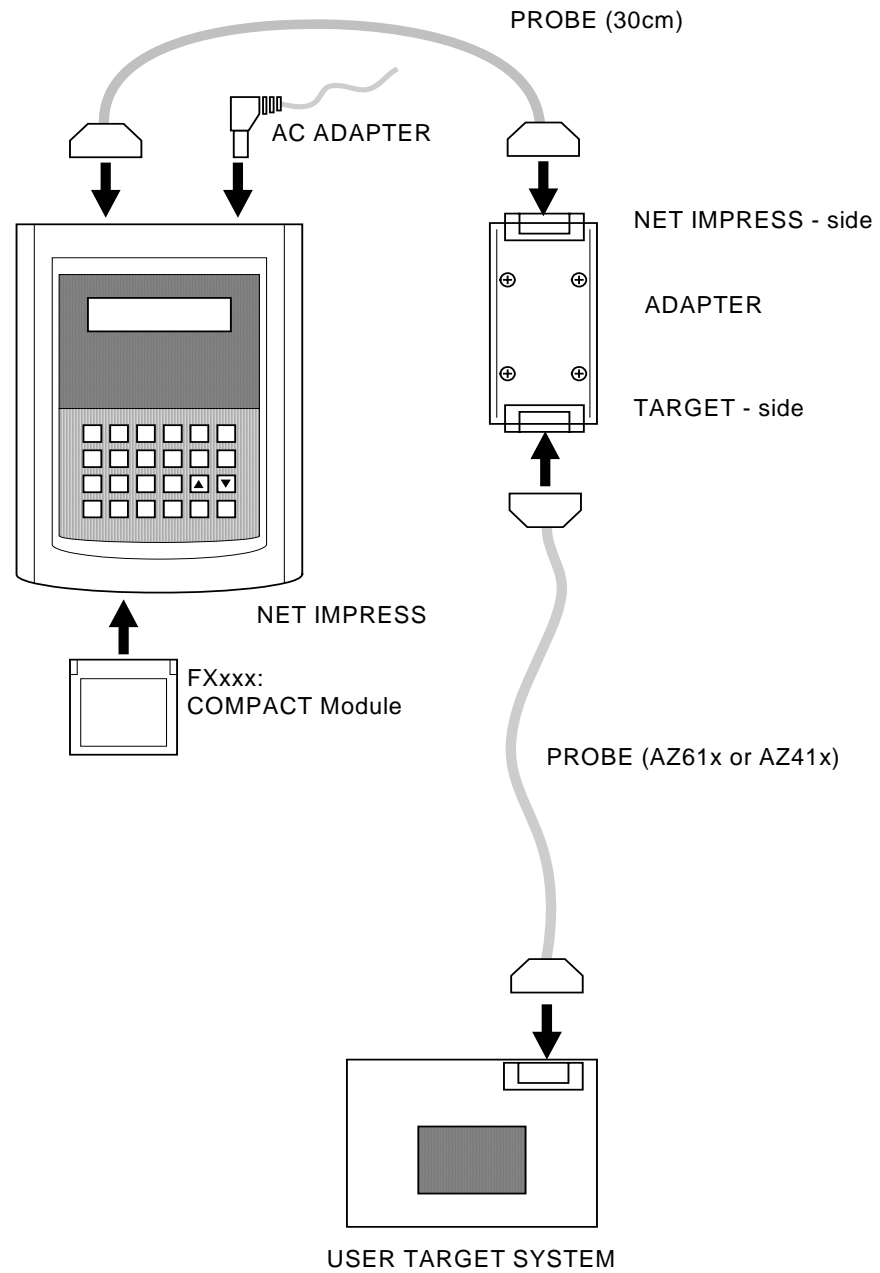 PROBE (30cm)
AC ADAPTER
NET IMPRESS - side
ADAPTER
TARGET - side
NET IMPRESS
FXxxx:
COMPACT Module
PROBE (AZ61x or AZ41x)
USER TARGET SYSTEM